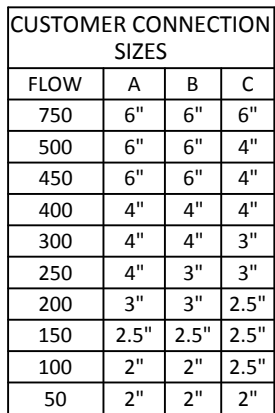 CUSTOMER CONNECTION
SIZES
FLOW A B C
750 6" 6" 6"
500 6" 6" 4"
450 6" 6" 4"
400 4" 4" 4"
300 4" 4" 3"
250 4" 3" 3"
200 3" 3" 2.5"
150 2.5" 2.5" 2.5"
100 2" 2" 2.5"
50 2" 2" 2"